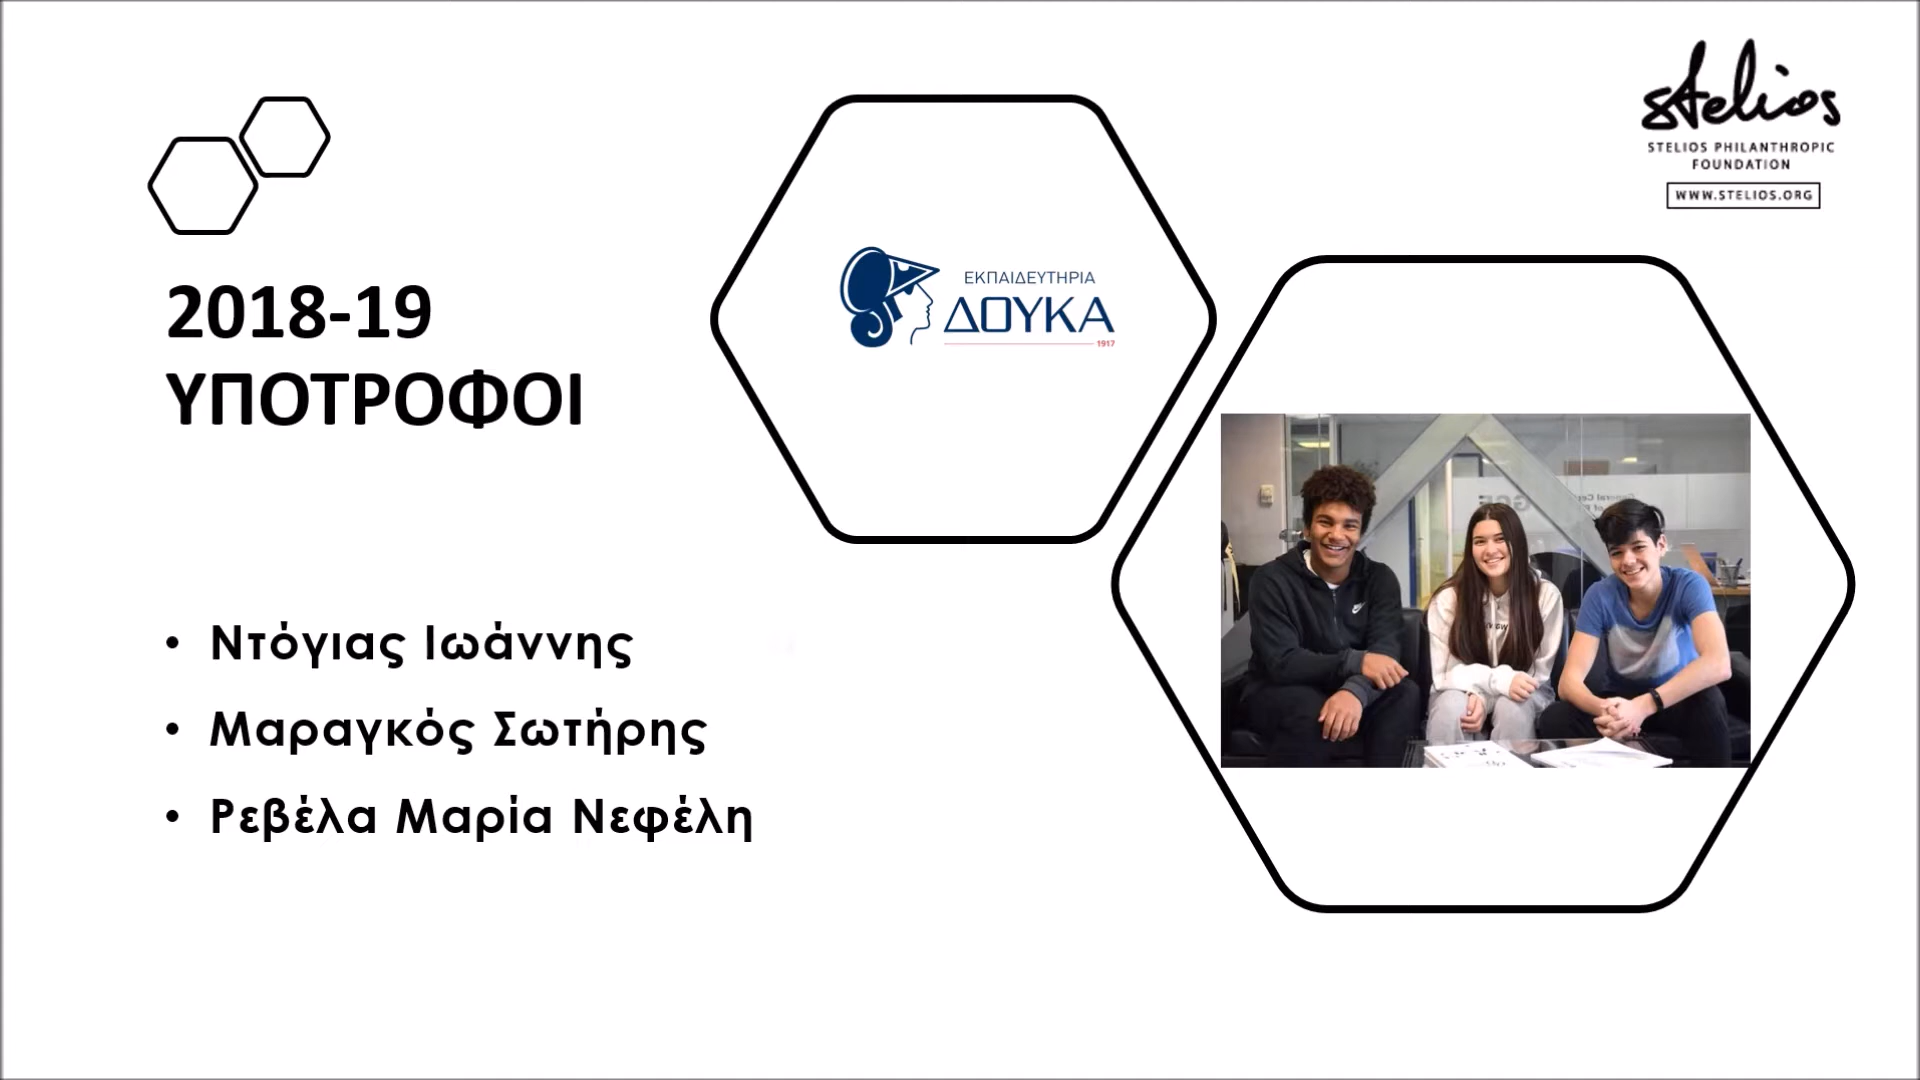 stelios
STELIOS PHILANTHROPIC
FOUNDATION
WWW.STELIOS.ORG
2018-19
ΥΠΟΤΡΟΦΟΙ
ΕΚΠΑΙΔΕΥΤΗΡΙΑ
ΔΟΥΚΑ
1917
• Ντόγιας Ιωάννης
• Μαραγκός Σωτήρης
• Ρεβέλα Μαρία Νεφέλη